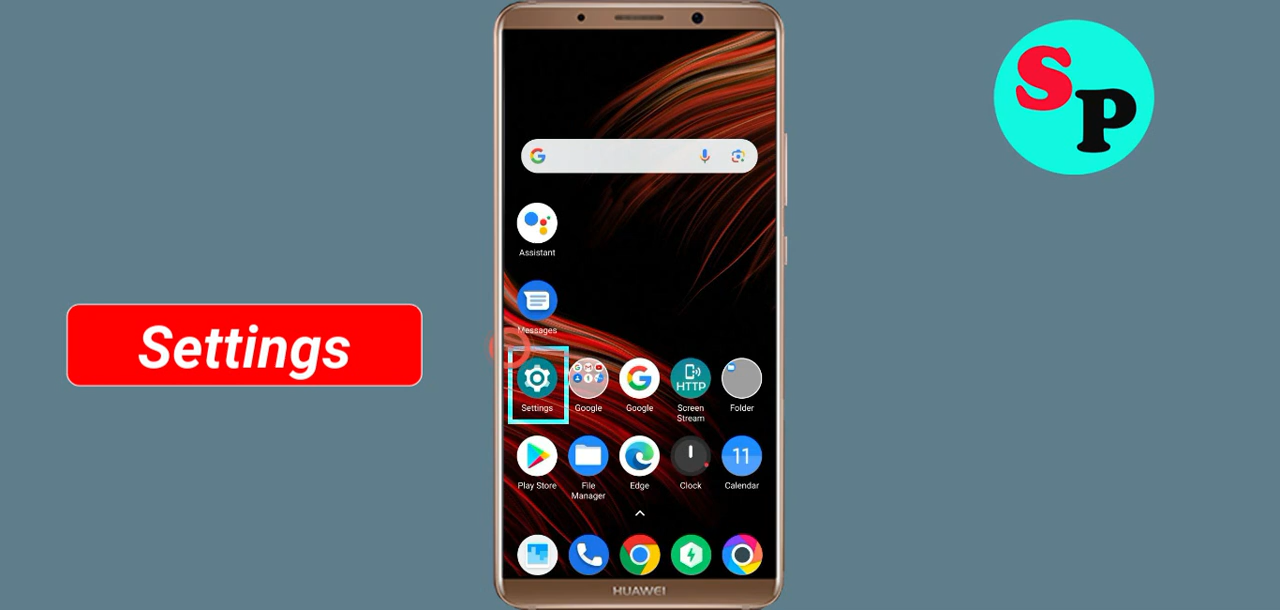 S
P
Assistant
Messages
Settings
Settings
Google
Google
HTTP
Screen
Stream
Folder
Play Store
File
Manager
Edge
Clock
11
Calendar
HUAWEI